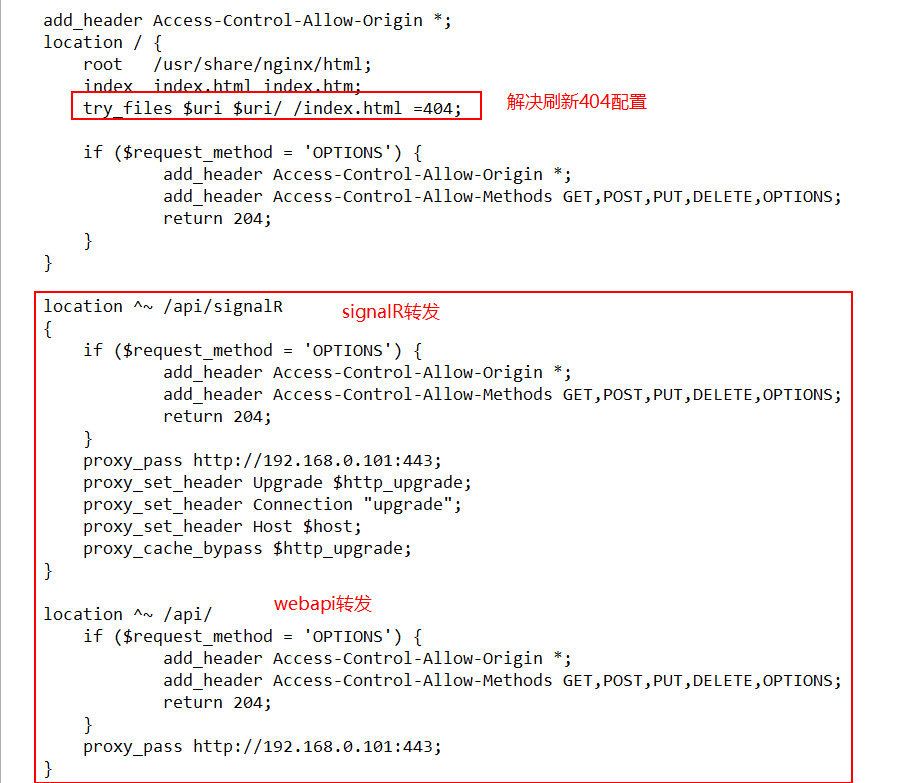 add_header Access-Control-Allow-Origin *;
location / {
root /usr/share/nginx/html;
index index.html index.htm;
try_files $uri $uri/ /index.html =404;
解决刷新404配置
if ($request_method = 'OPTIONS') {
add_header Access-Control-Allow-Origin *;
add_header Access-Control-Allow-Methods GET,POST,PUT,DELETE,OPTIONS;
return 204;
}
}
location ^~ /api/signalR
signalR转发
{
if ($request_method = 'OPTIONS') {
add_header Access-Control-Allow-Origin *;
add_header Access-Control-Allow-Methods GET,POST,PUT,DELETE,OPTIONS;
return 204;
}
proxy_pass http://192.168.0.101:443;
proxy_set_header Upgrade $http_upgrade;
proxy_set_header Connection "upgrade";
proxy_set_header Host $host;
proxy_cache_bypass $http_upgrade;
}
webapi转发
location ^~ /api/
if ($request_method = 'OPTIONS') {
add_header Access-Control-Allow-Origin *;
add_header Access-Control-Allow-Methods GET,POST,PUT,DELETE,OPTIONS;
return 204;
}
proxy_pass http://192.168.0.101:443;
}